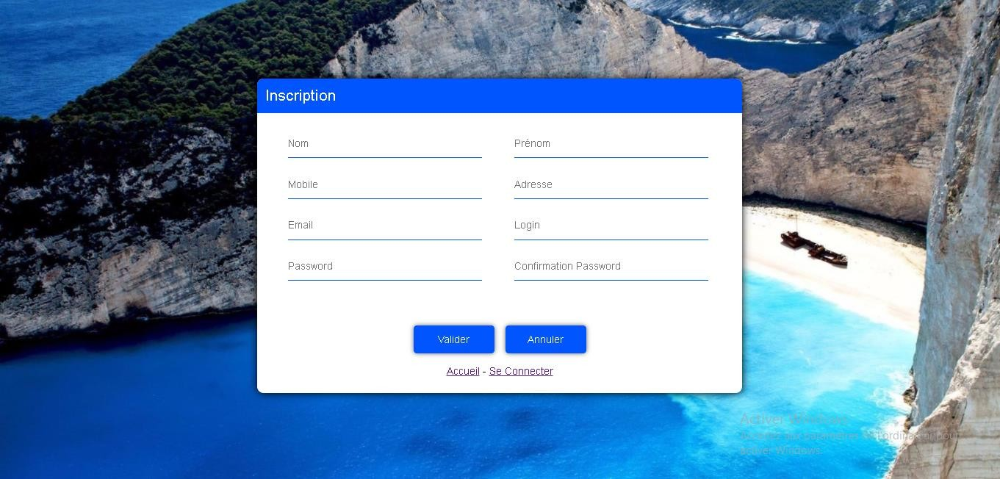 Inscription
Nom
Prénom
Mobile
Adresse
Email
Login
Password
Confirmation Password
Valider
Annuler
Accueil - Se Connecter
Activer Windows
Accédez aux paramètres de l'ordinateur pour
activer Windows.